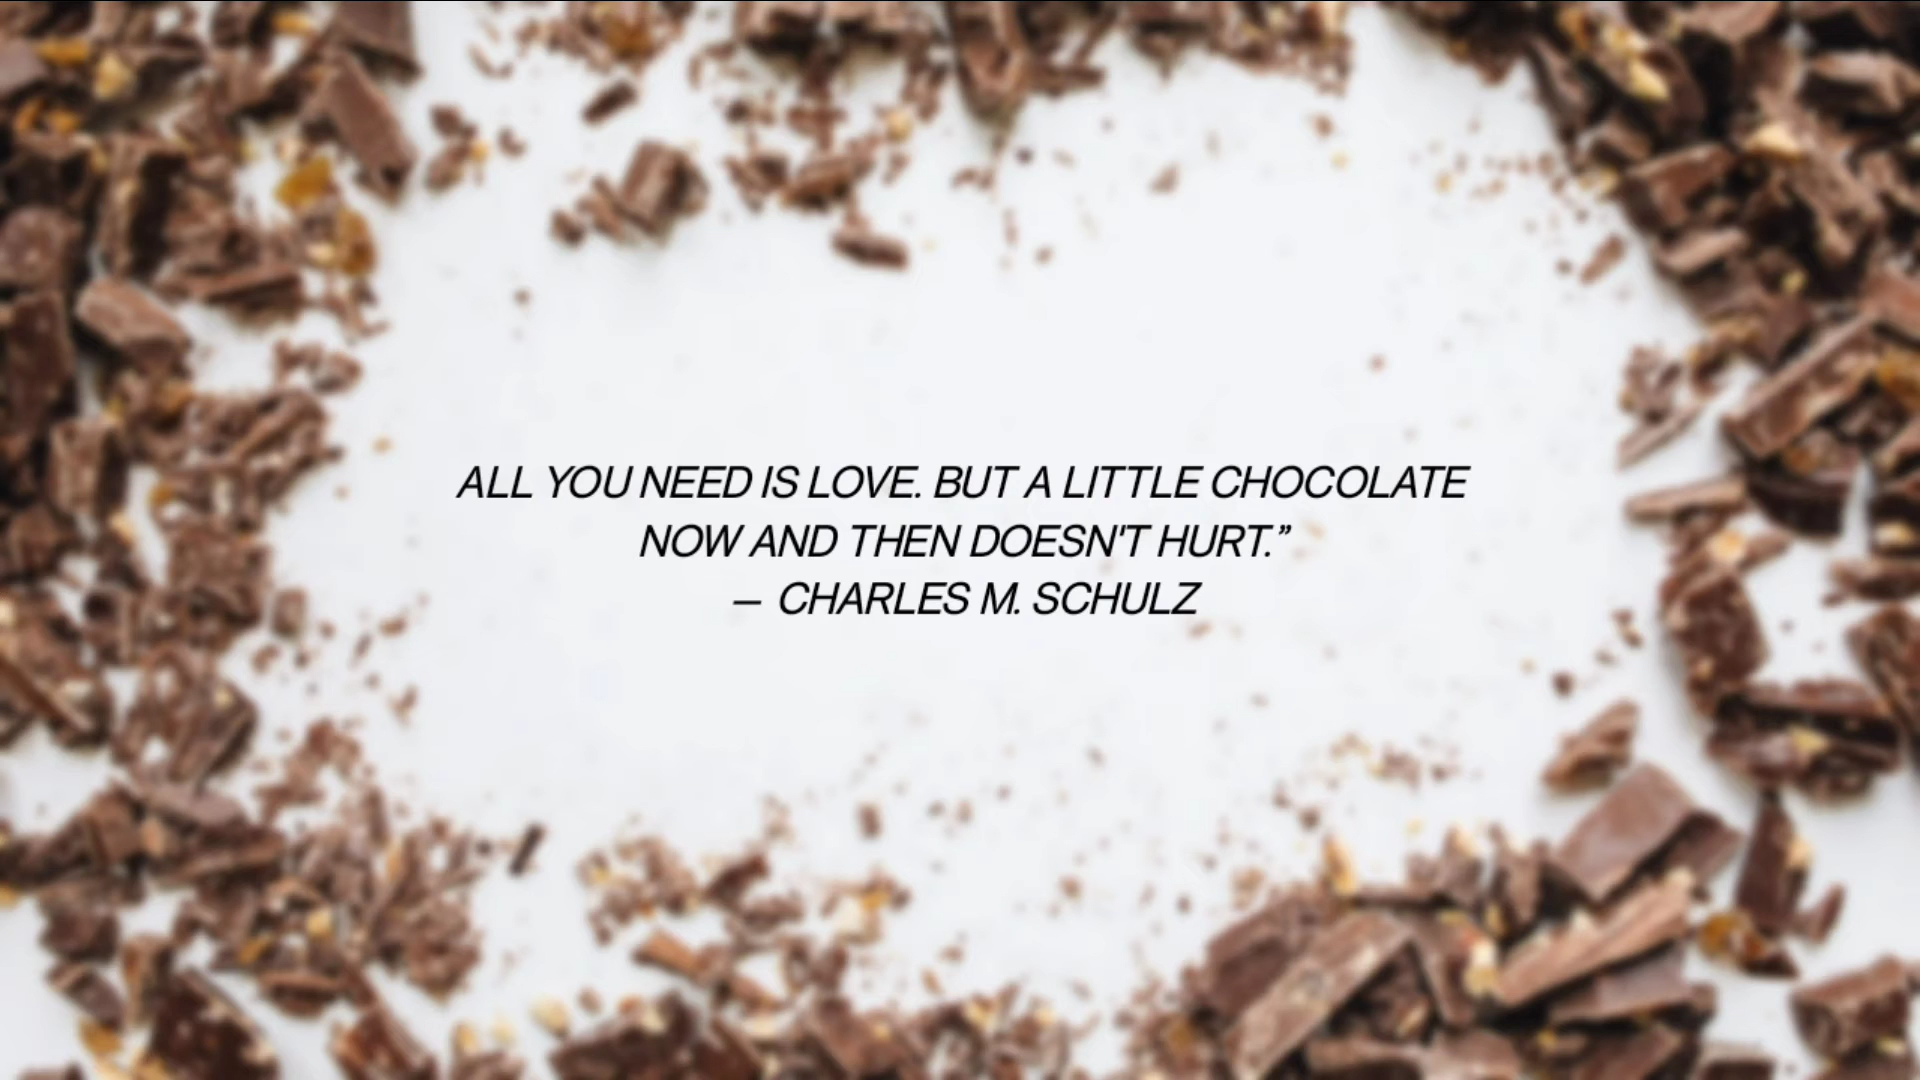 ALL YOU NEED IS LOVE. BUT A LITTLE CHOCOLATE
NOW AND THEN DOESN'T HURT.”
— CHARLES M. SCHULZ